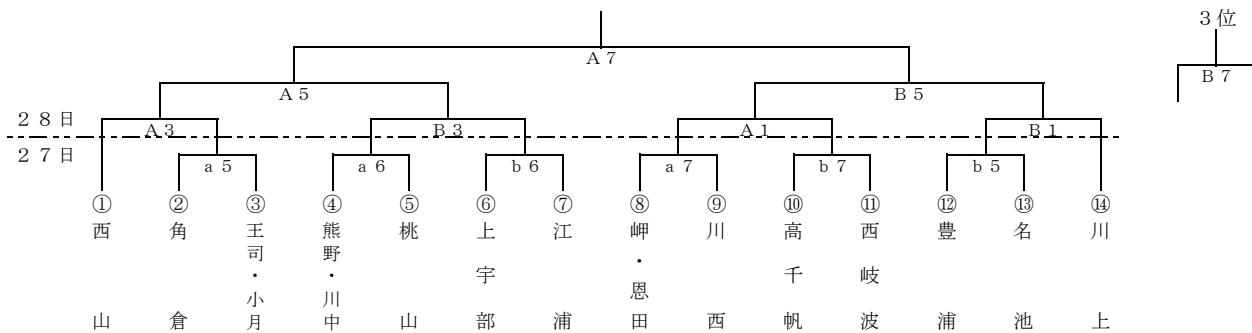 3位
A7
B7
A5 B5
28日
A3 B3 A1 B1
27日
a5 a6 b6 a7 b7 b5
① ② ③ ④ ⑤ ⑥ ⑦ ⑧ ⑨ ⑩ ⑪ ⑫ ⑬ ⑭
西山
角倉
王司・小月
熊野・川中
桃山
上宇部
江浦
岬・恩田
川西
高千帆
西岐波
豊浦
名池
川上